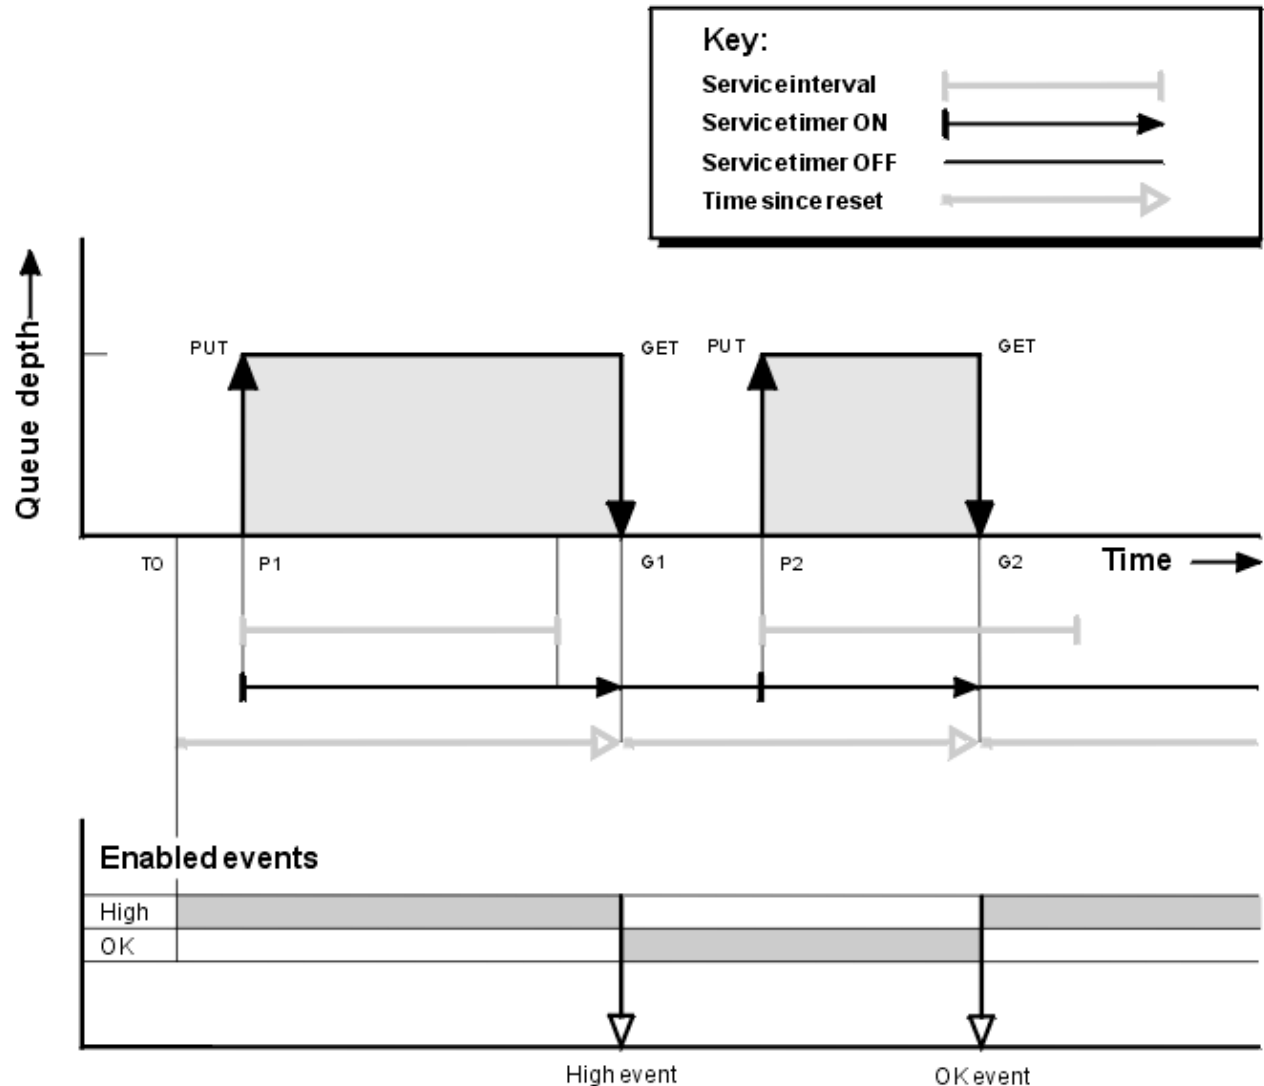 Key:
Service interval
Service timer ON
Service timer OFF
Time since reset
Queue depth
PUT
GET
PUT
GET
T0
P1
G1
P2
G2
Time
Enabled events
High
OK
High event
OK event